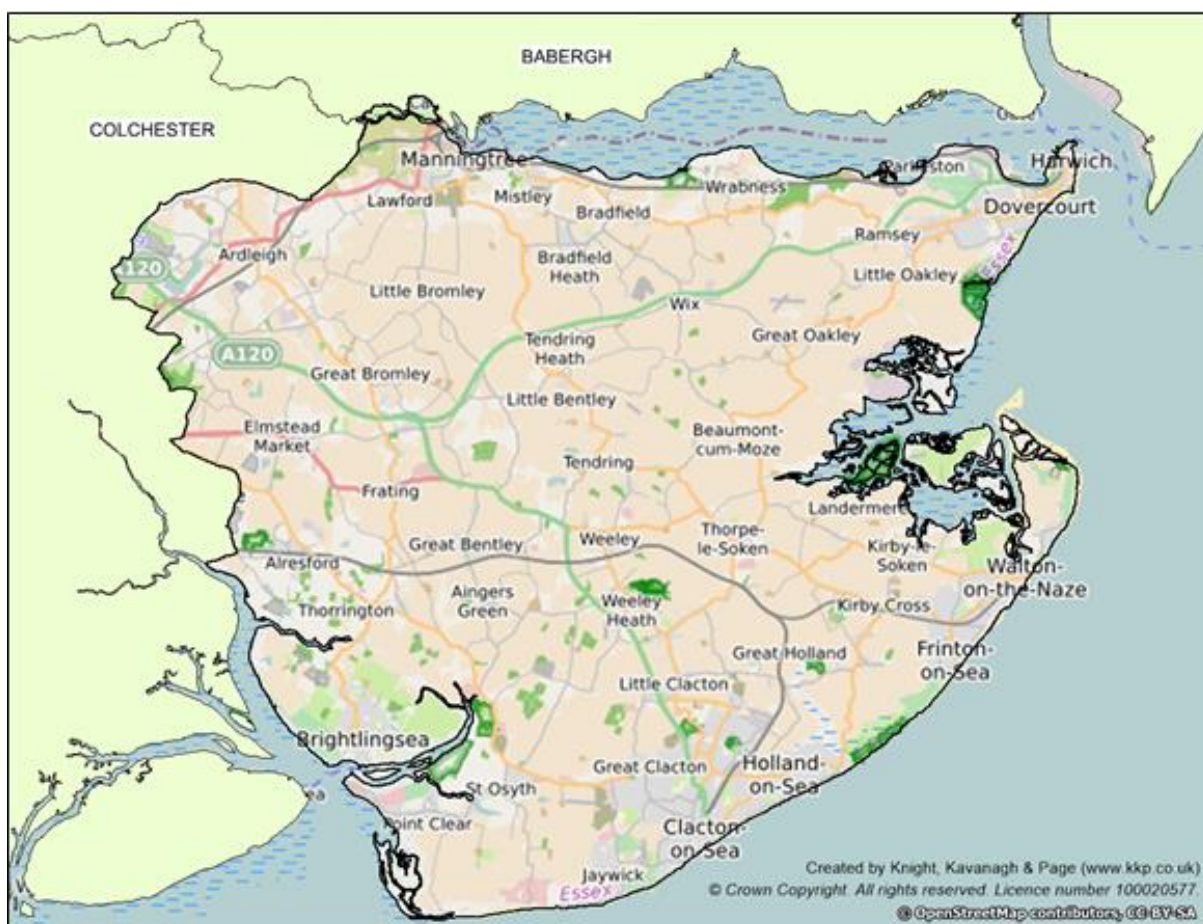 BABERGH
COLCHESTER
Manningtree
Harwich
Parkeston
Wrabness
Mistley
Lawford
Bradfield
Dovercourt
Ramsey
Ardleigh
Bradfield
Heath
Little Oakley
Essex
A120
Little Bromley
Wix
Great Oakley
Tendring
Heath
A120
Great Bromley
Little Bentley
Elmstead
Market
Beaumont-
cum-Moze
Tendring
Frating
Landermere
Great Bentley
Weeley
Thorpe-
le-Soken
Kirby-le-
Soken
Alresford
Walton-
on-the-Naze
Aingers
Green
Thorrington
Weeley
Heath
Kirby Cross
Great Holland
Frinton-
on-Sea
Little Clacton
Brightlingsea
Great Clacton
Holland-
on-Sea
St Osyth
Point Clear
Clacton-
on-Sea
Jaywick
Essex
Created by Knight, Kavanagh & Page (www.kkp.co.uk)
© Crown Copyright. All rights reserved. Licence number 100020577.
© OpenStreetMap contributors, CC-BY-SA